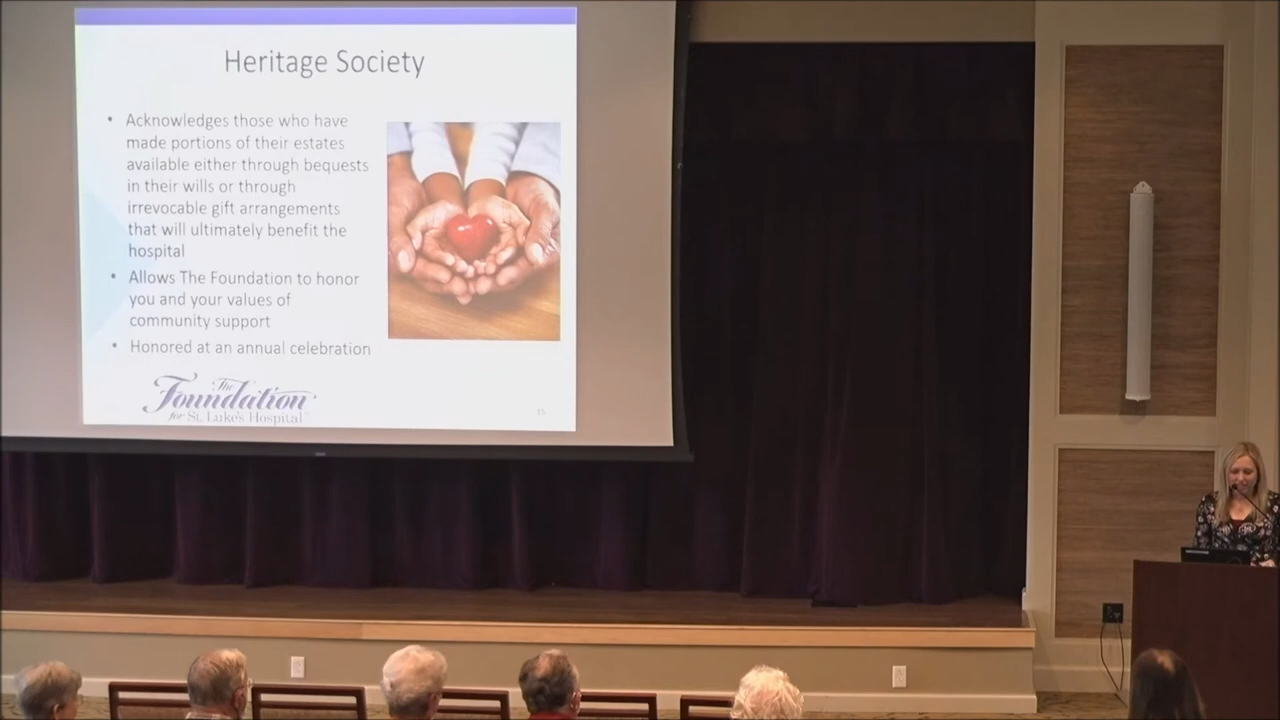 Heritage Society
• Acknowledges those who have
made portions of their estates
available either through bequests
in their wills or through
irrevocable gift arrangements
that will ultimately benefit the
hospital
• Allows The Foundation to honor
you and your values of
community support
• Honored at an annual celebration
The
Foundation
for St. Luke's Hospital
15